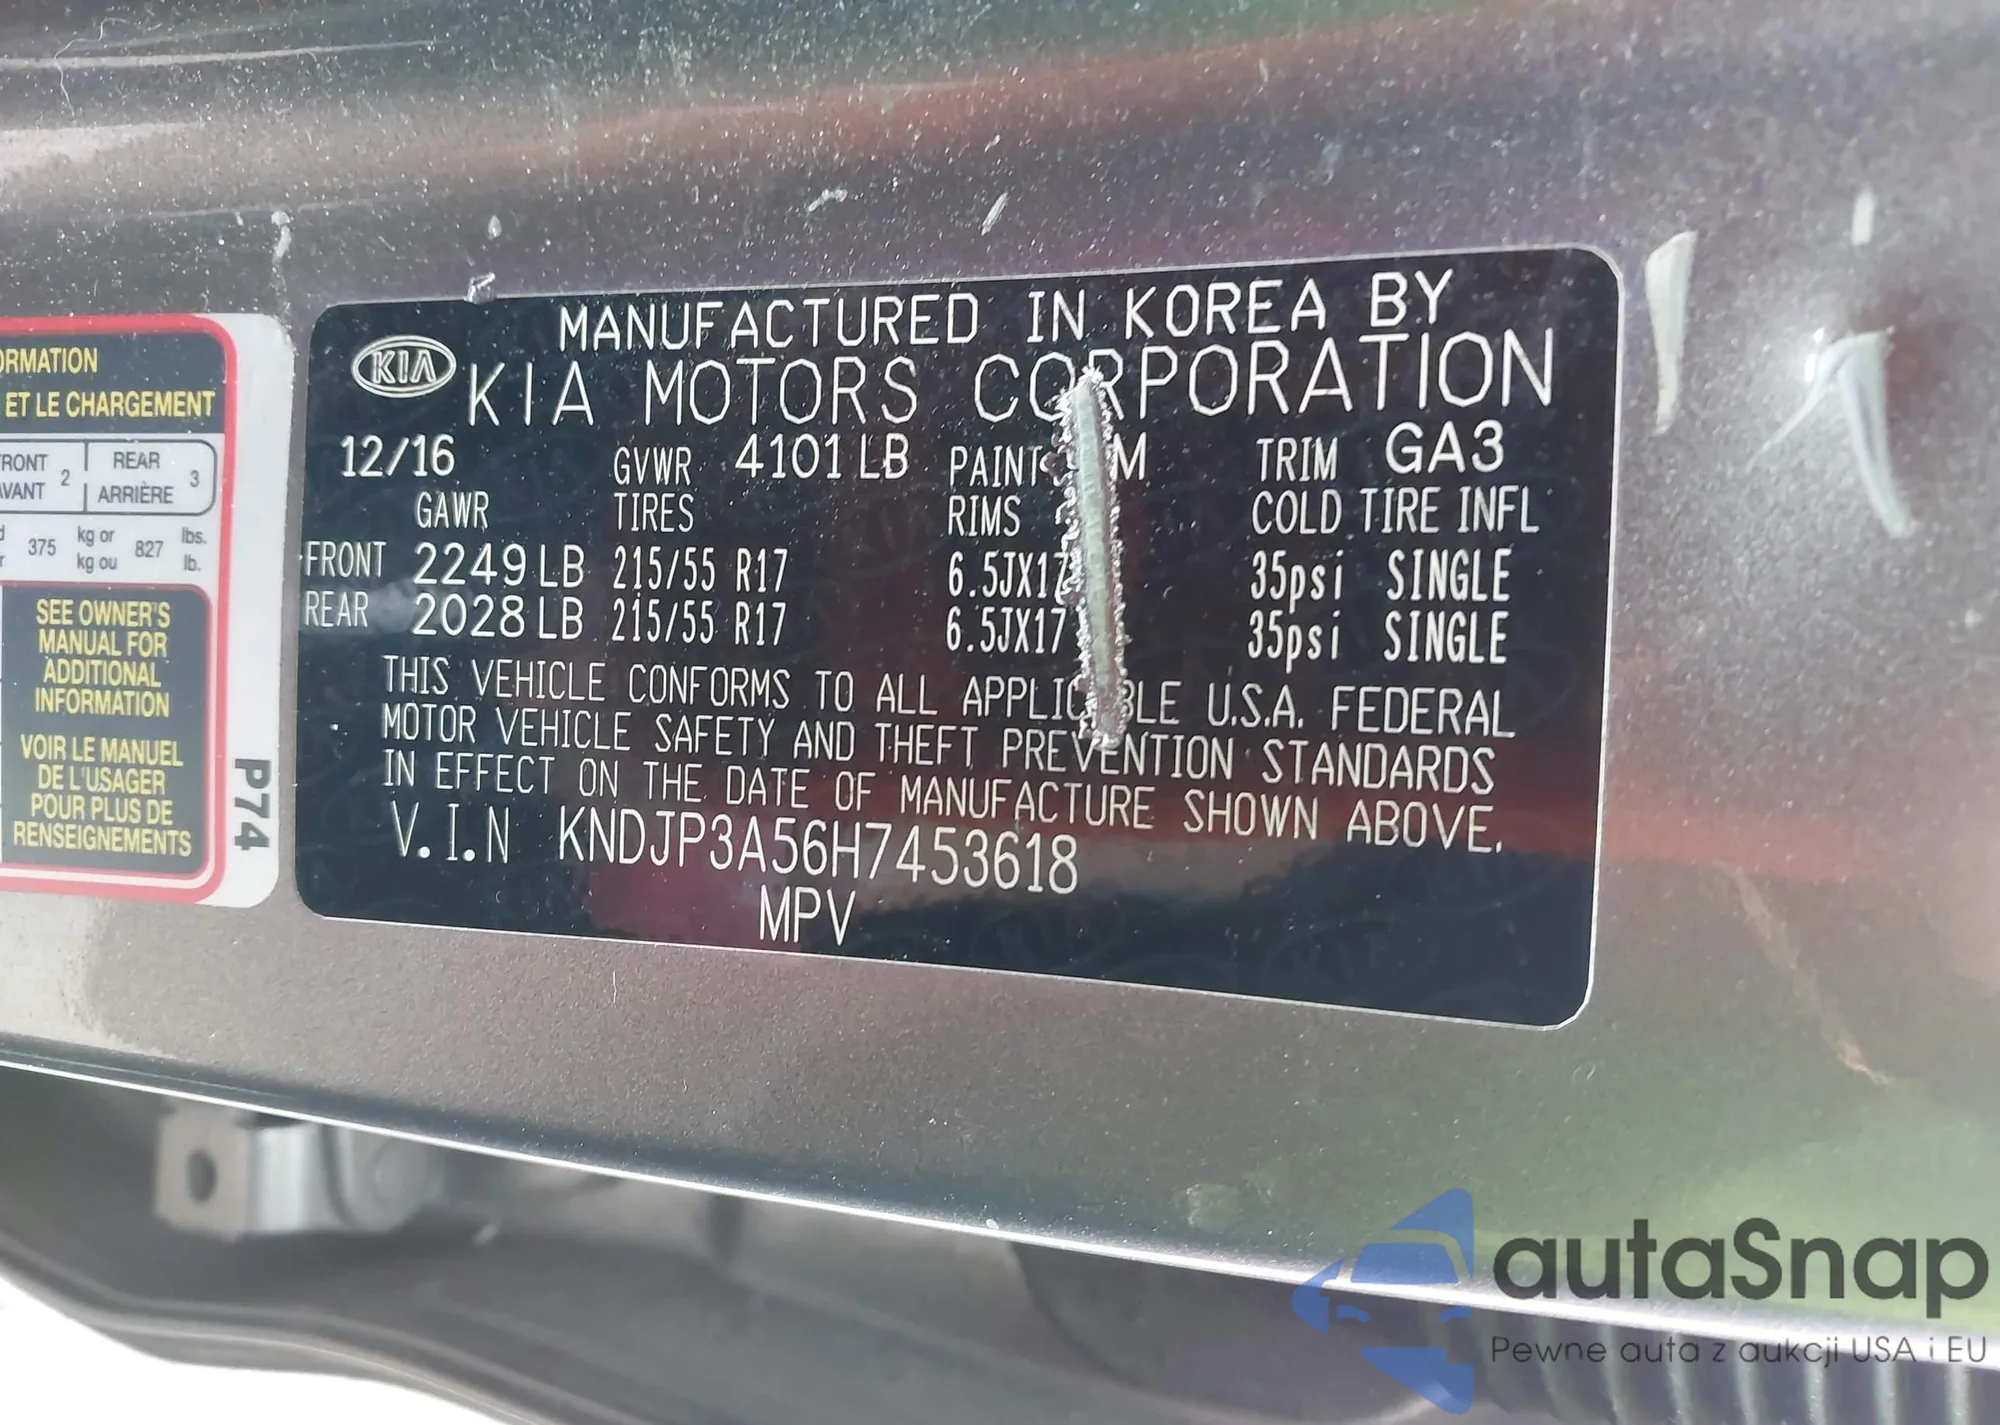 ORMATION
ET LE CHARGEMENT
FRONT 2 REAR 3
AVANT ARRIÈRE
375 kg or 827 lbs.
kg ou lb.
SEE OWNER'S
MANUAL FOR
ADDITIONAL
INFORMATION
VOIR LE MANUEL
DE L'USAGER
POUR PLUS DE
RENSEIGNEMENTS
P74
MANUFACTURED IN KOREA BY
KIA KIA MOTORS CORPORATION
12/16 GVWR 4101 LB PAINT M TRIM GA3
GAWR TIRES RIMS COLD TIRE INFL
FRONT 2249 LB 215/55 R17 6.5JX17 35psi SINGLE
REAR 2028 LB 215/55 R17 6.5JX17 35psi SINGLE
THIS VEHICLE CONFORMS TO ALL APPLICABLE U.S.A. FEDERAL
MOTOR VEHICLE SAFETY AND THEFT PREVENTION STANDARDS
IN EFFECT ON THE DATE OF MANUFACTURE SHOWN ABOVE.
V.I.N KNDJP3A56H7453618
MPV
autaSnap
Pewne auta z aukcji USA i EU